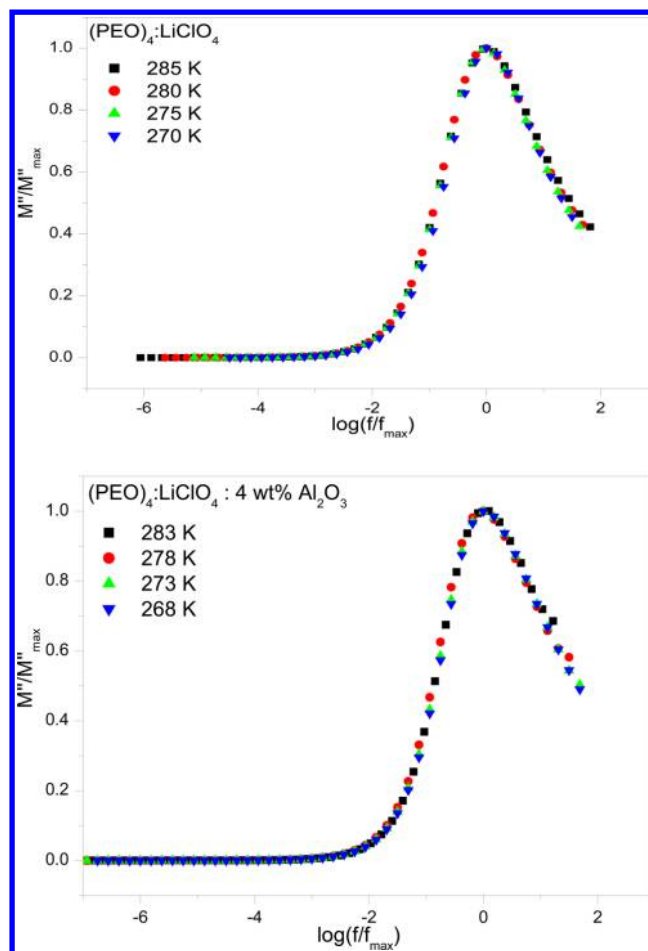 (PEO)₄:LiClO₄
285 K
280 K
275 K
270 K
M"/M"max
1.0
0.8
0.6
0.4
0.2
0.0
-6 -4 -2 0 2
log(f/fmax)
(PEO)₄:LiClO₄ : 4 wt% Al₂O₃
283 K
278 K
273 K
268 K
M"/M"max
1.0
0.8
0.6
0.4
0.2
0.0
-6 -4 -2 0 2
log(f/fmax)